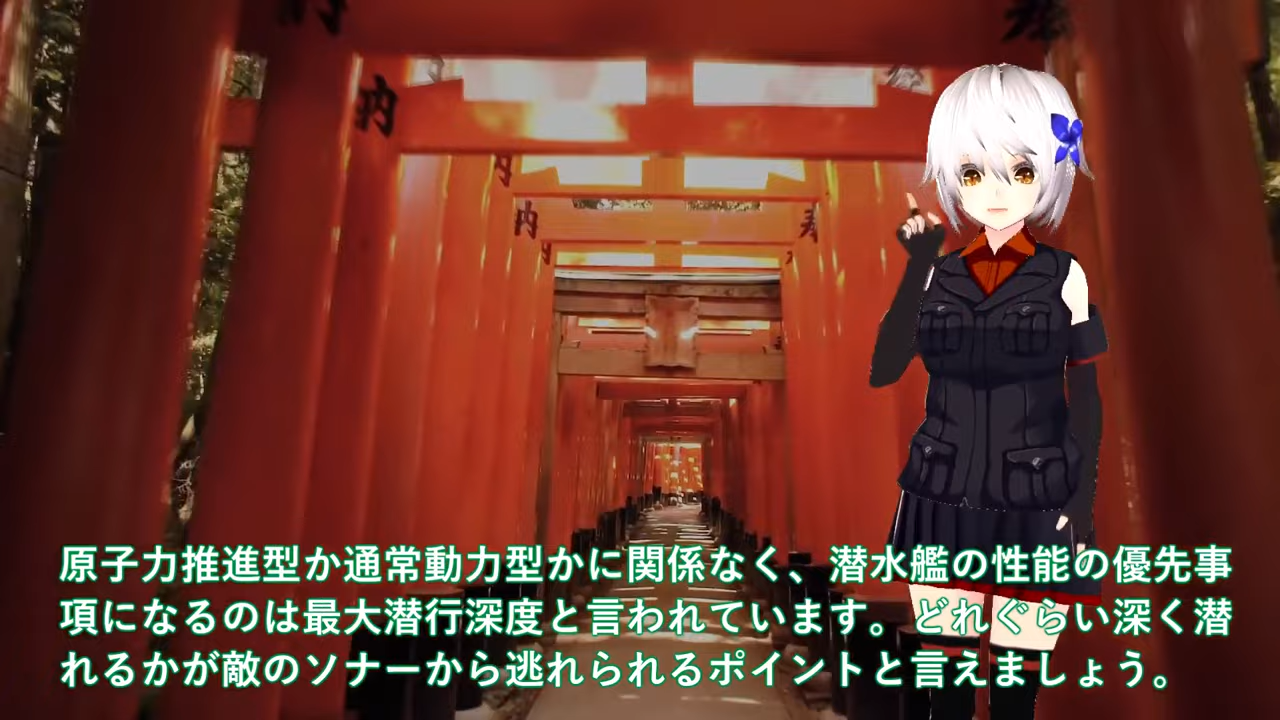 納
内
奉
原子力推進型か通常動力型かに関係なく、潜水艦の性能の優先事
項になるのは最大潜行深度と言われています。どれぐらい深く潜
れるかが敵のソナーから逃れられるポイントと言えましょう。